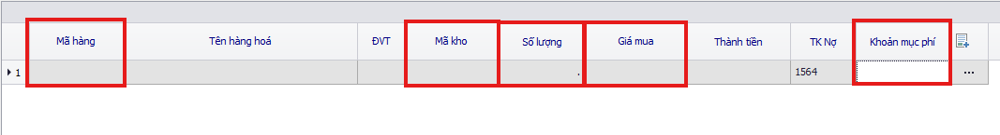 Mã hàng Tên hàng hoá ĐVT Mã kho Số lượng Giá mua Thành tiền TK Nợ Khoản mục phí
1 . 1564 ...